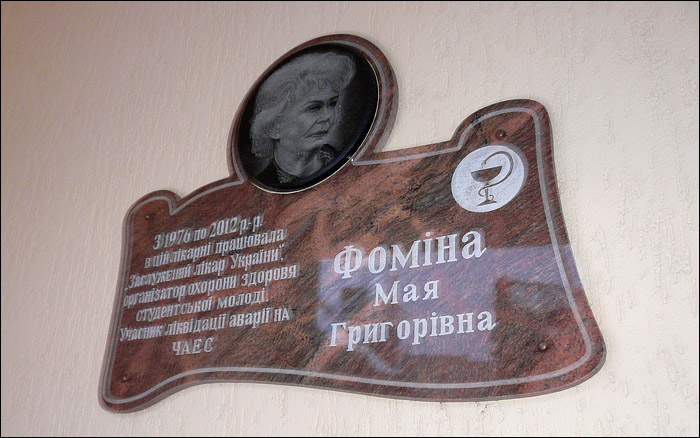 З 1976 по 2012 р.-р.
в цій лікарні працювала
"Заслужений лікар України",
організатор охорони здоровя
студентської молоді.
Учасник ліквідації аварії на
ЧАЕС
Фоміна
Мая
Григорівна